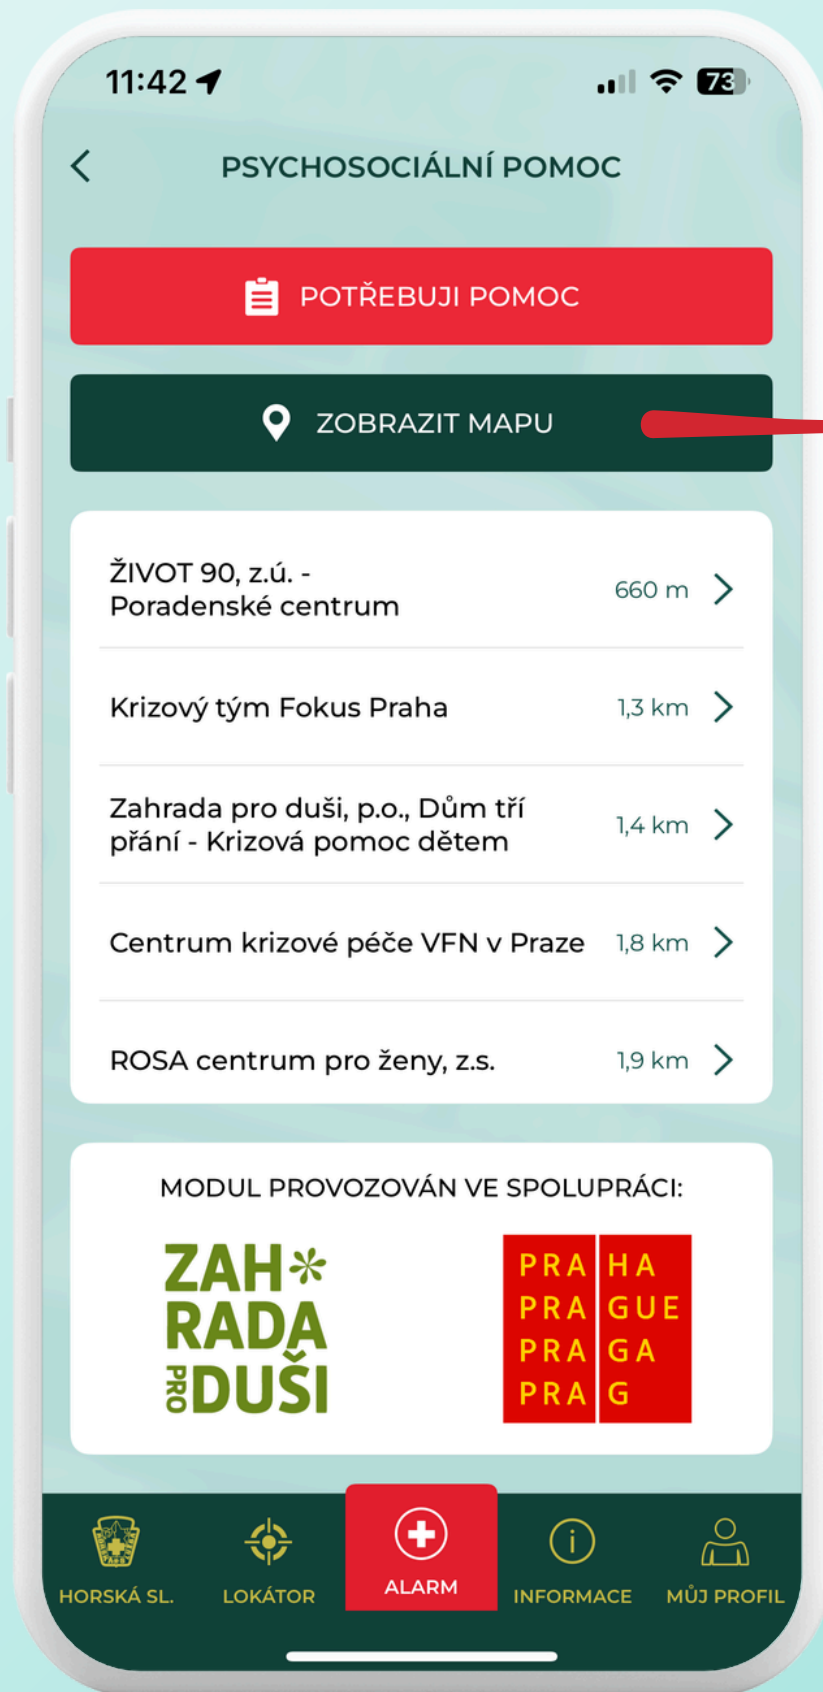 11:42
73
PSYCHOSOCIÁLNÍ POMOC
POTŘEBUJI POMOC
ZOBRAZIT MAPU
ŽIVOT 90, z.ú. -
Poradenské centrum
660 m
Krizový tým Fokus Praha
1,3 km
Zahrada pro duši, p.o., Dům tří
přání - Krizová pomoc dětem
1,4 km
Centrum krizové péče VFN v Praze
1,8 km
ROSA centrum pro ženy, z.s.
1,9 km
MODUL PROVOZOVÁN VE SPOLUPRÁCI:
ZAH
RADA
PRO DUŠI
PRA HA
PRA GUE
PRA GA
PRA G
HORSKÁ SL.
LOKÁTOR
ALARM
INFORMACE
MŮJ PROFIL